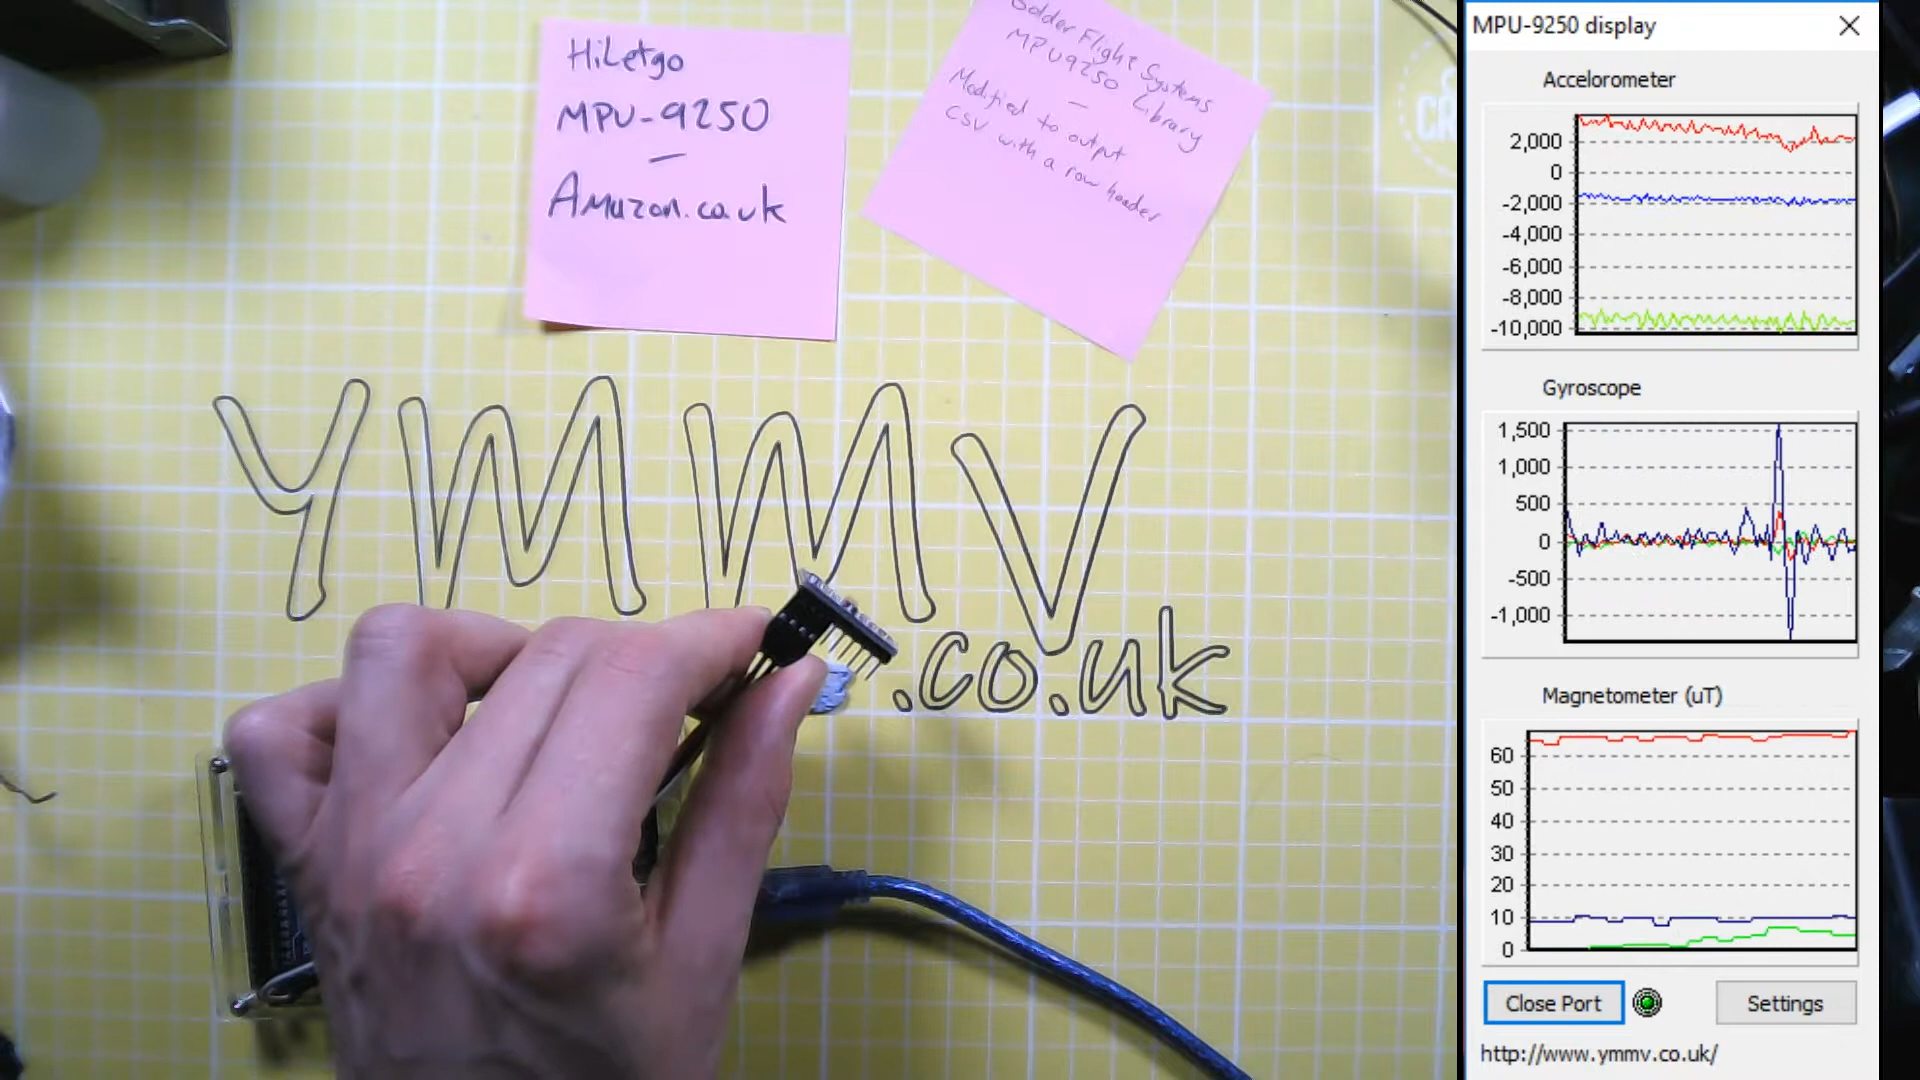 HiLetgo
MPU-9250
—
Amazon.co.uk
Bolder Flight Systems
MPU9250 Library
—
Modified to output
CSV with a row header
YMMV
.co.uk
MPU-9250 display
Accelorometer
2,000
0
-2,000
-4,000
-6,000
-8,000
-10,000
Gyroscope
1,500
1,000
500
0
-500
-1,000
Magnetometer (uT)
60
50
40
30
20
10
0
Close Port
Settings
http://www.ymmv.co.uk/